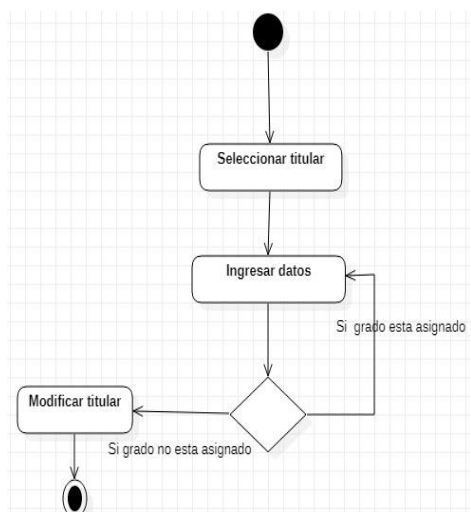 Seleccionar titular
Ingresar datos
Si grado esta asignado
Modificar titular
Si grado no esta asignado